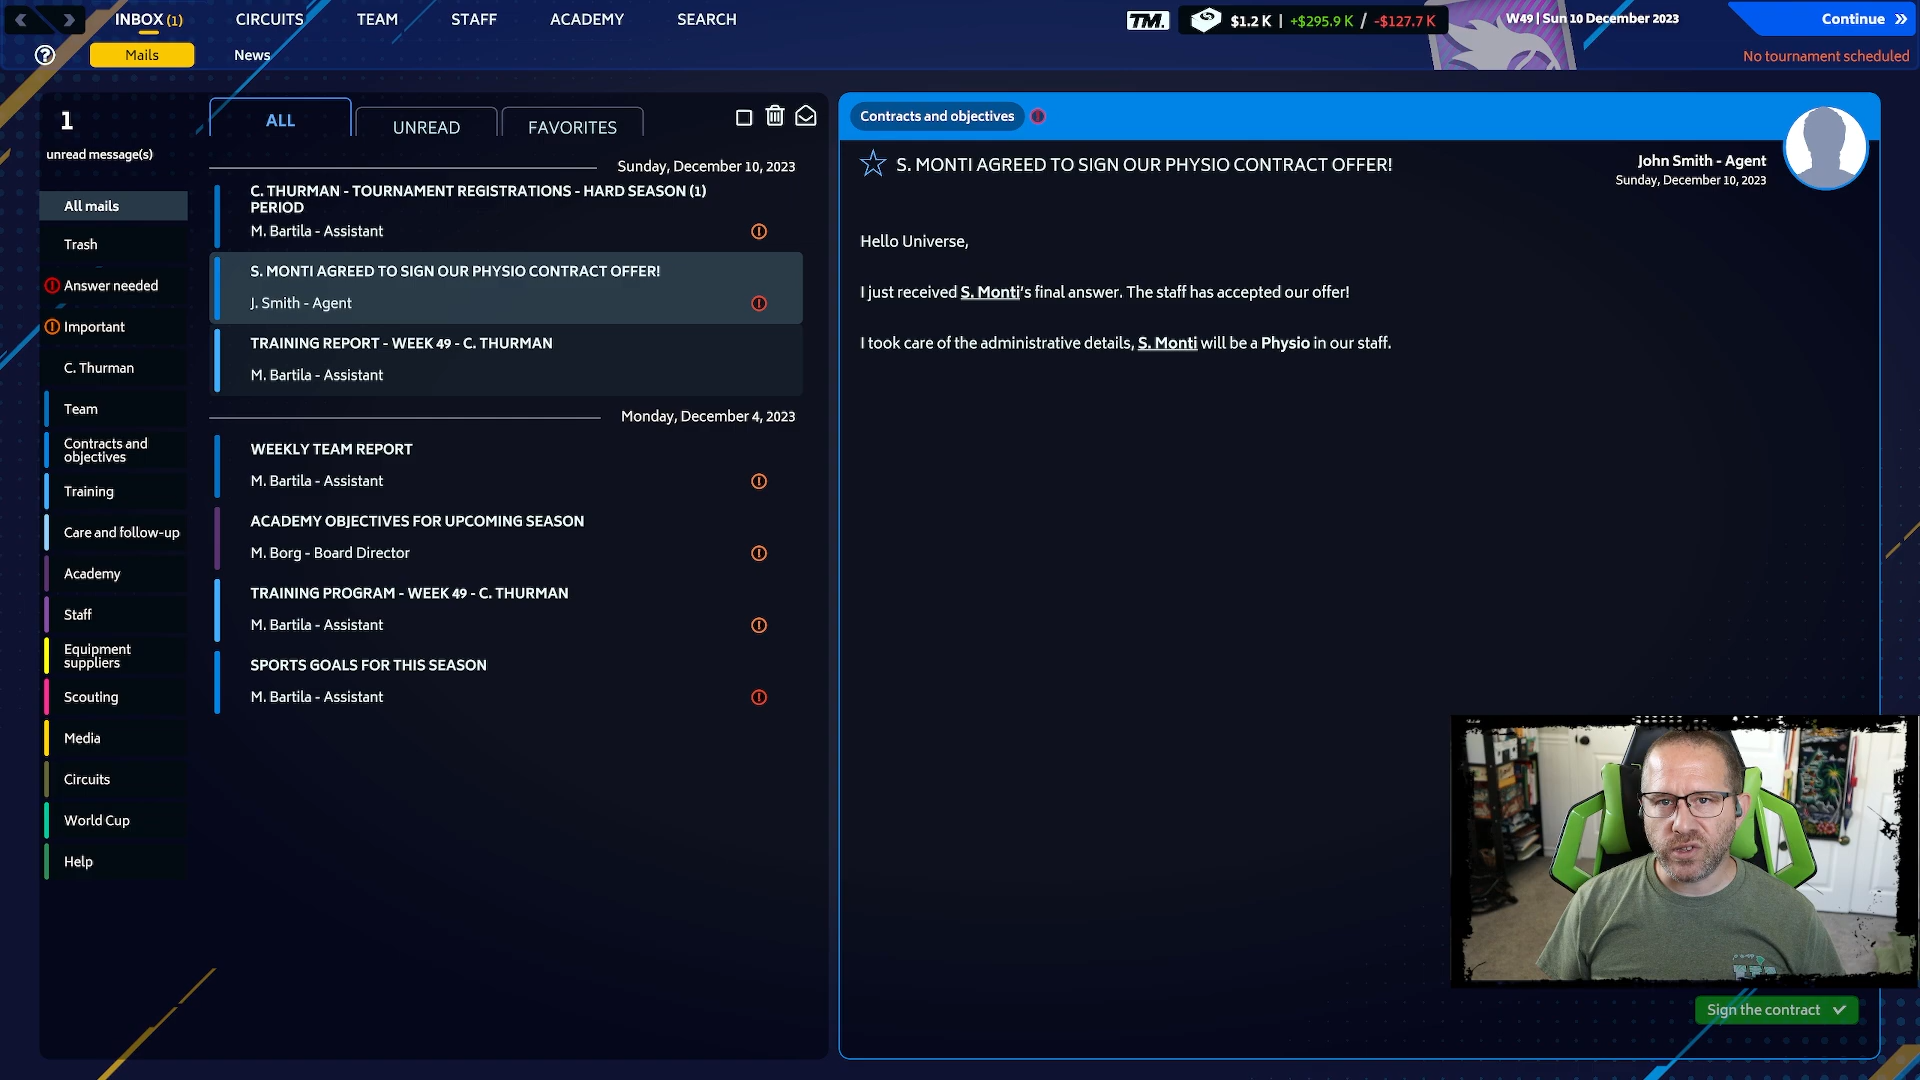 INBOX (1)
CIRCUITS
TEAM
STAFF
ACADEMY
SEARCH
TM.
$1.2 K | +$295.9 K / -$127.7 K
W49 | Sun 10 December 2023
Continue
Mails
News
No tournament scheduled
1
unread message(s)
All mails
Trash
Answer needed
Important
C. Thurman
Team
Contracts and
objectives
Training
Care and follow-up
Academy
Staff
Equipment
suppliers
Scouting
Media
Circuits
World Cup
Help
ALL
UNREAD
FAVORITES
Sunday, December 10, 2023
C. THURMAN - TOURNAMENT REGISTRATIONS - HARD SEASON (1)
PERIOD
M. Bartila - Assistant
S. MONTI AGREED TO SIGN OUR PHYSIO CONTRACT OFFER!
J. Smith - Agent
TRAINING REPORT - WEEK 49 - C. THURMAN
M. Bartila - Assistant
Monday, December 4, 2023
WEEKLY TEAM REPORT
M. Bartila - Assistant
ACADEMY OBJECTIVES FOR UPCOMING SEASON
M. Borg - Board Director
TRAINING PROGRAM - WEEK 49 - C. THURMAN
M. Bartila - Assistant
SPORTS GOALS FOR THIS SEASON
M. Bartila - Assistant
Contracts and objectives
S. MONTI AGREED TO SIGN OUR PHYSIO CONTRACT OFFER!
John Smith - Agent
Sunday, December 10, 2023
Hello Universe,
I just received S. Monti's final answer. The staff has accepted our offer!
I took care of the administrative details, S. Monti will be a Physio in our staff.
Sign the contract